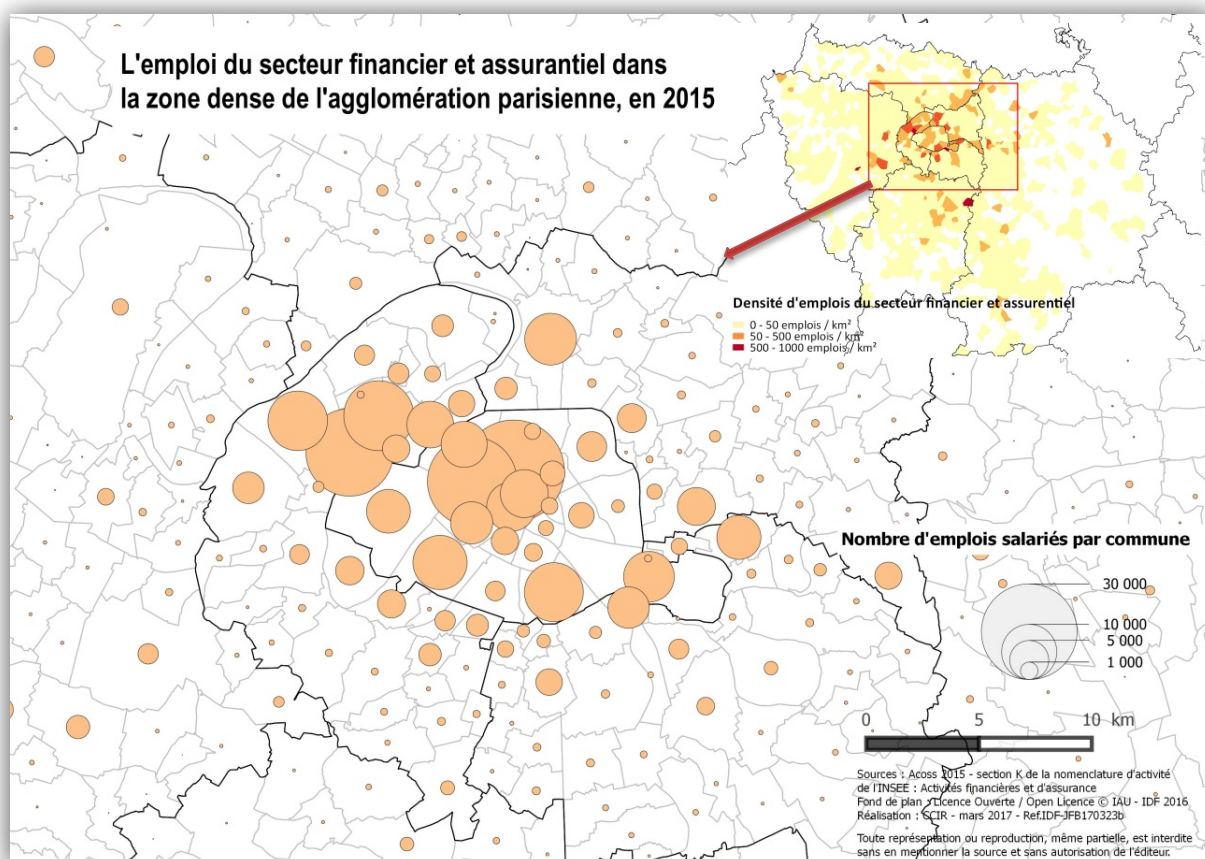 L'emploi du secteur financier et assurantiel dans
la zone dense de l'agglomération parisienne, en 2015
Densité d'emplois du secteur financier et assurentiel
0 - 50 emplois / km²
50 - 500 emplois / km²
500 - 1000 emplois / km²
Nombre d'emplois salariés par commune
30 000
10 000
5 000
1 000
0 5 10 km
Sources : Acoss 2015 - section K de la nomenclature d'activité
de l'INSEE : Activités financières et d'assurance
Fond de plan : Licence Ouverte / Open Licence © IAU - IDF 2016
Réalisation : CCIR - mars 2017 - Ref.IDF-JFB170323b
Toute représentation ou reproduction, même partielle, est interdite
sans en mentionner la source et sans autorisation de l'éditeur.